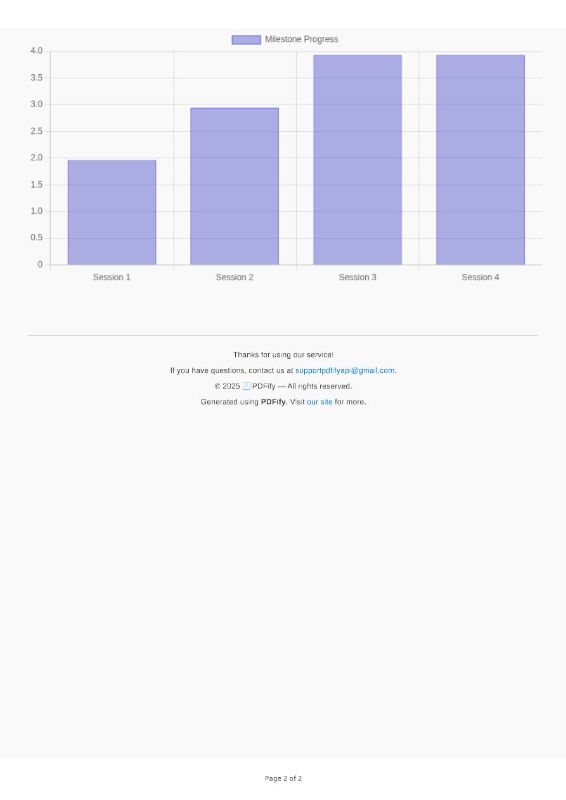 Milestone Progress
4.0
3.5
3.0
2.5
2.0
1.5
1.0
0.5
0
Session 1 Session 2 Session 3 Session 4
Thanks for using our service!
If you have questions, contact us at supportpdfifyapi@gmail.com.
© 2025 🧾PDFify — All rights reserved.
Generated using PDFify. Visit our site for more.
Page 2 of 2